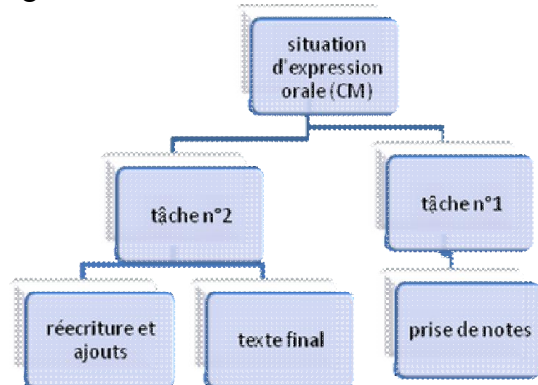 situation
d'expression
orale (CM)
tâche n°2
tâche n°1
réecriture et
ajouts
texte final
prise de notes